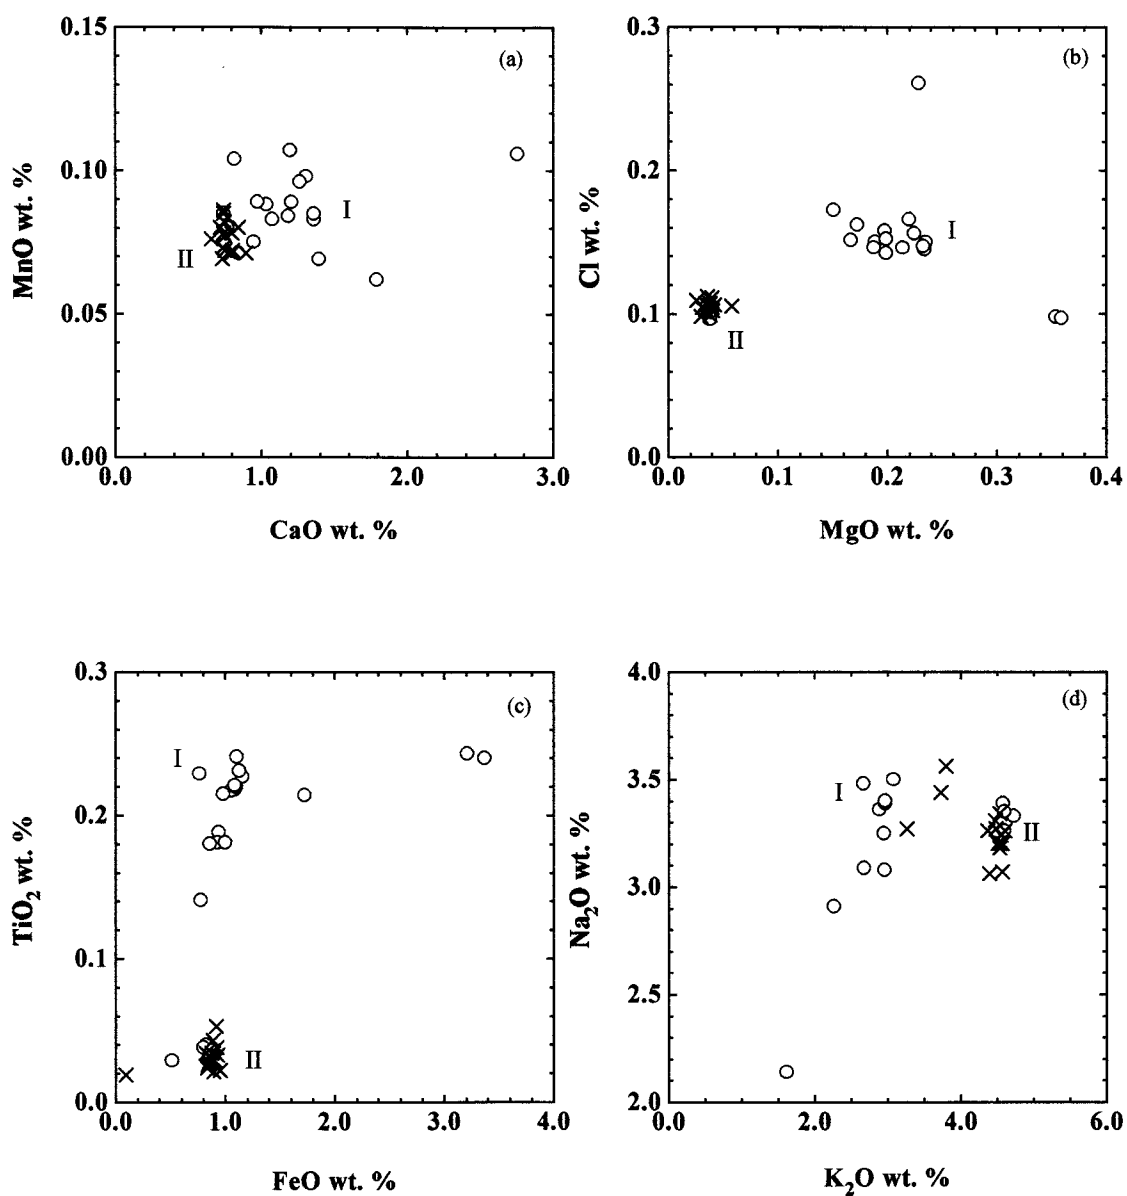 0.15
0.10
0.05
0.00
MnO wt. %
(a)
I
II
0.0
1.0
2.0
3.0
CaO wt. %
0.3
0.2
0.1
0.0
Cl wt. %
(b)
I
II
0.0
0.1
0.2
0.3
0.4
MgO wt. %
0.3
0.2
0.1
0.0
TiO2 wt. %
(c)
I
II
0.0
1.0
2.0
3.0
4.0
FeO wt. %
4.0
3.5
3.0
2.5
2.0
Na2O wt. %
(d)
I
II
0.0
2.0
4.0
6.0
K2O wt. %